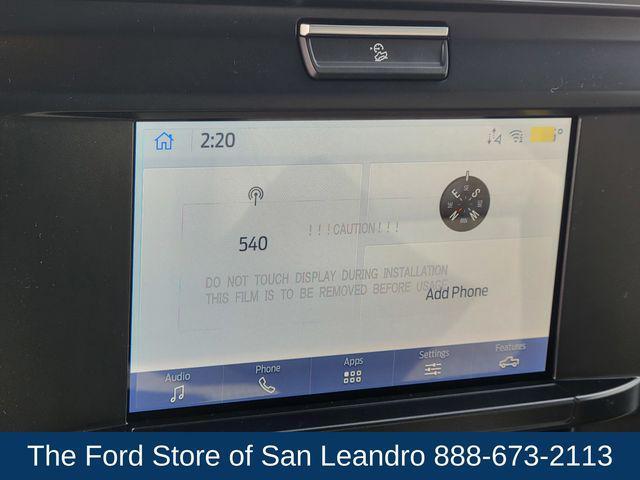 2:20
540
! ! !CAUTION! ! !
DO NOT TOUCH DISPLAY DURING INSTALLATION
THIS FILM IS TO BE REMOVED BEFORE USAGE
Add Phone
Audio
Phone
Apps
Settings
Features
The Ford Store of San Leandro 888-673-2113